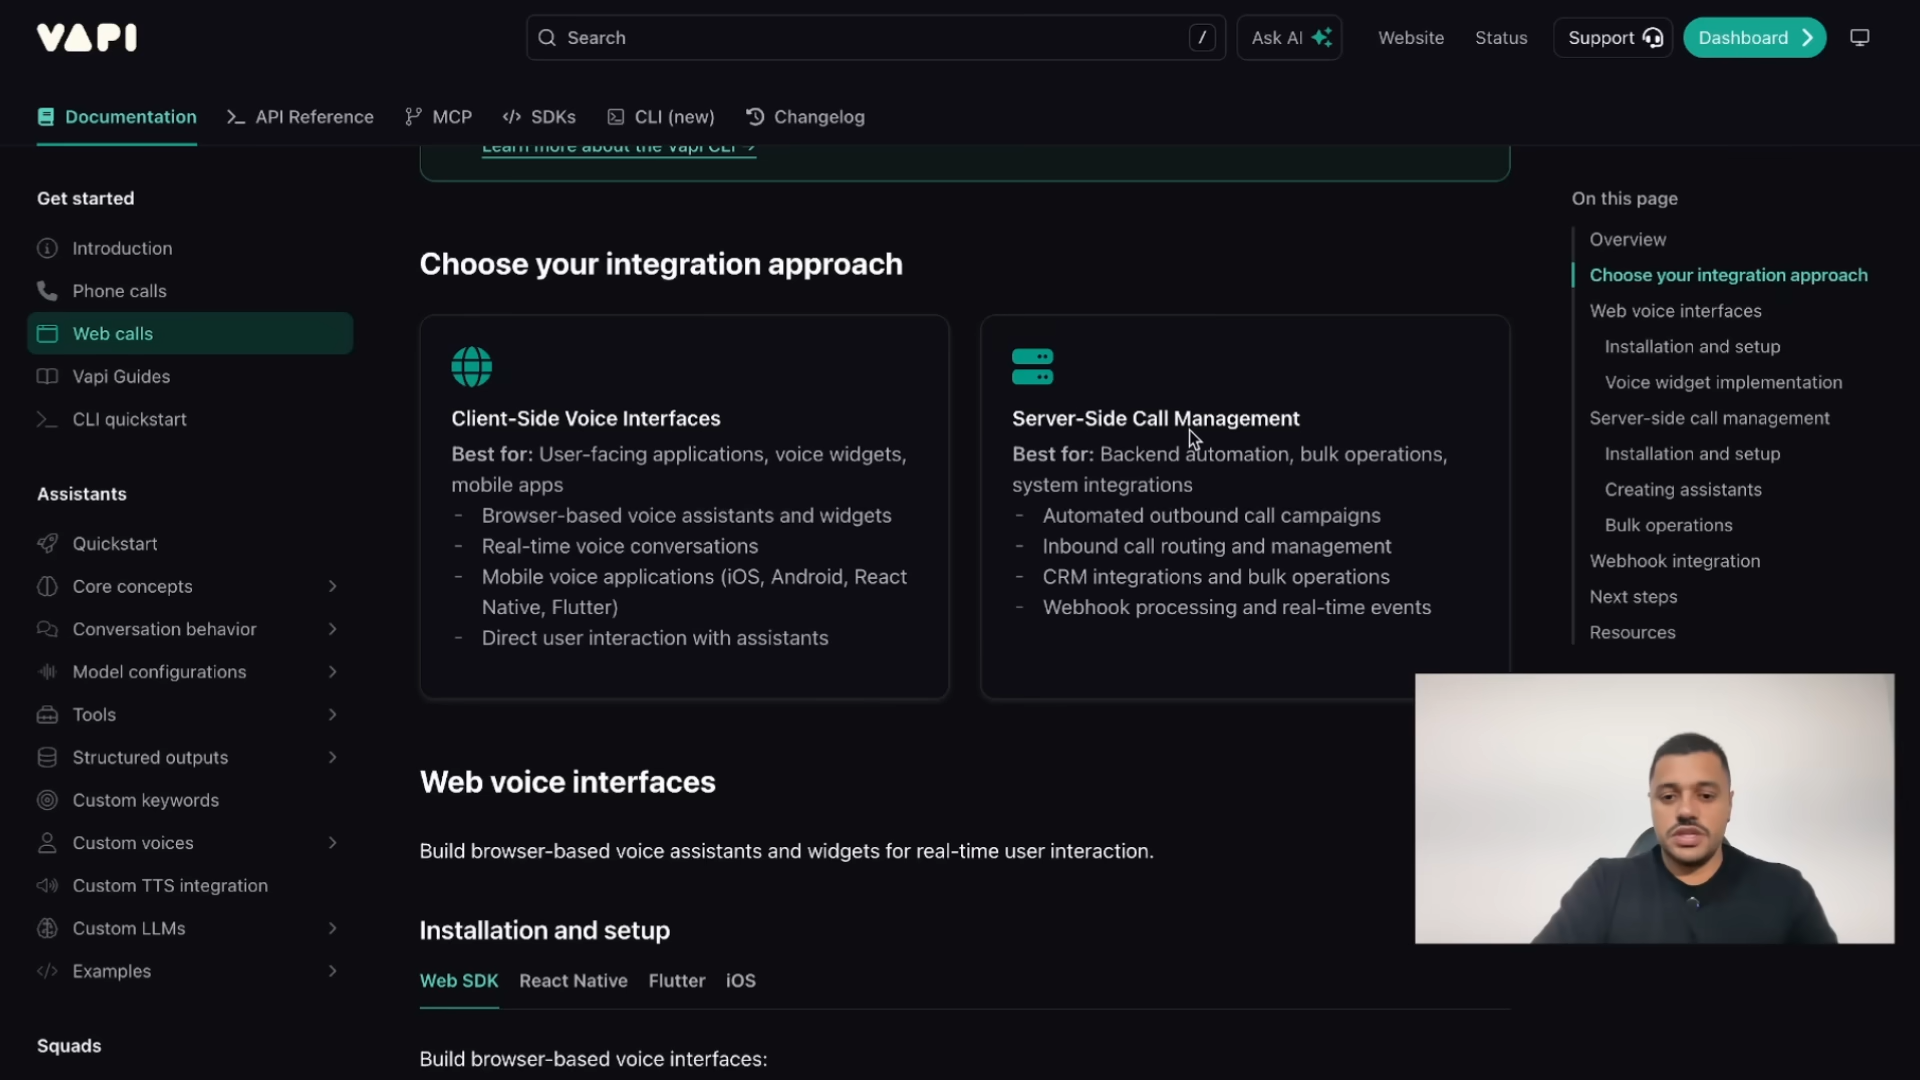 VAPI
Search
/
Ask AI
Website
Status
Support
Dashboard
Documentation
API Reference
MCP
SDKs
CLI (new)
Changelog
Learn more about the Vapi CLI →
Get started
Introduction
Phone calls
Web calls
Vapi Guides
CLI quickstart
Assistants
Quickstart
Core concepts
Conversation behavior
Model configurations
Tools
Structured outputs
Custom keywords
Custom voices
Custom TTS integration
Custom LLMs
Examples
Squads
Choose your integration approach
Client-Side Voice Interfaces
Best for: User-facing applications, voice widgets,
mobile apps
- Browser-based voice assistants and widgets
- Real-time voice conversations
- Mobile voice applications (iOS, Android, React
Native, Flutter)
- Direct user interaction with assistants
Server-Side Call Management
Best for: Backend automation, bulk operations,
system integrations
- Automated outbound call campaigns
- Inbound call routing and management
- CRM integrations and bulk operations
- Webhook processing and real-time events
Web voice interfaces
Build browser-based voice assistants and widgets for real-time user interaction.
Installation and setup
Web SDK
React Native
Flutter
iOS
Build browser-based voice interfaces:
On this page
Overview
Choose your integration approach
Web voice interfaces
Installation and setup
Voice widget implementation
Server-side call management
Installation and setup
Creating assistants
Bulk operations
Webhook integration
Next steps
Resources